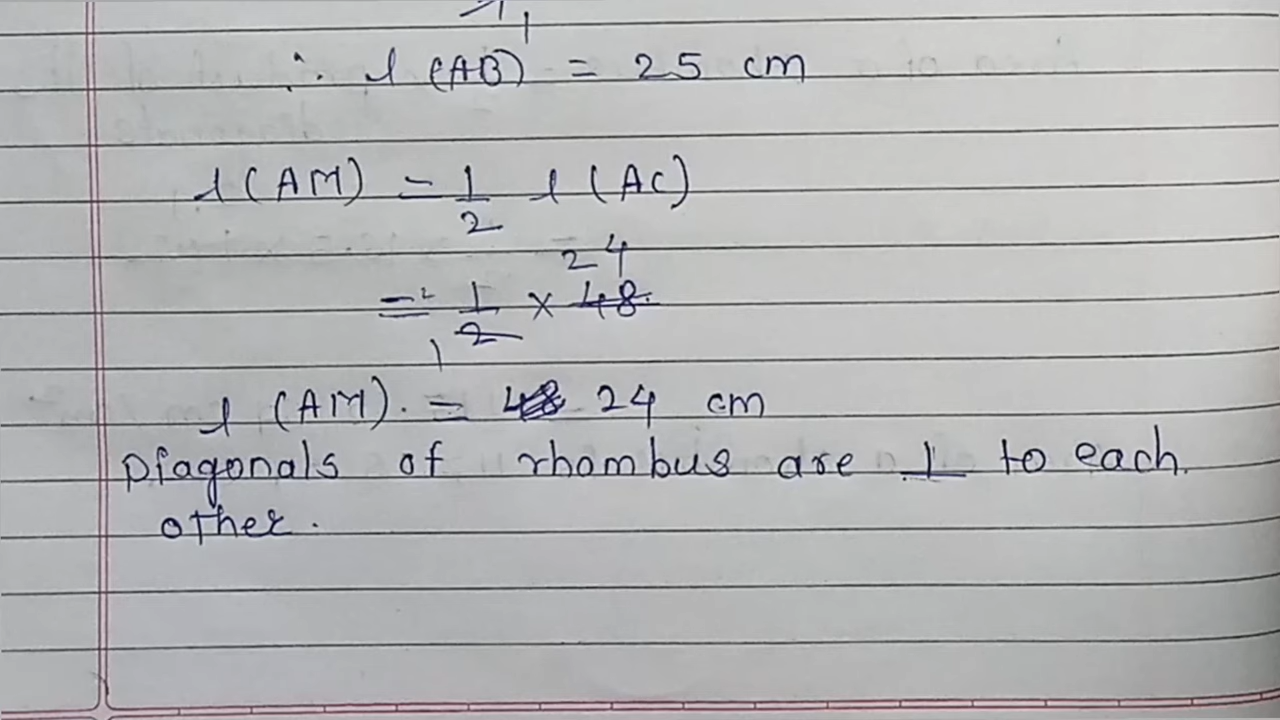 ∴ l (AB) = 25 cm
l (AM) = 1/2 l (AC)
24
= 1/2 × 48
1
l (AM) = 24 cm
Diagonals of rhombus are ⊥ to each
other.